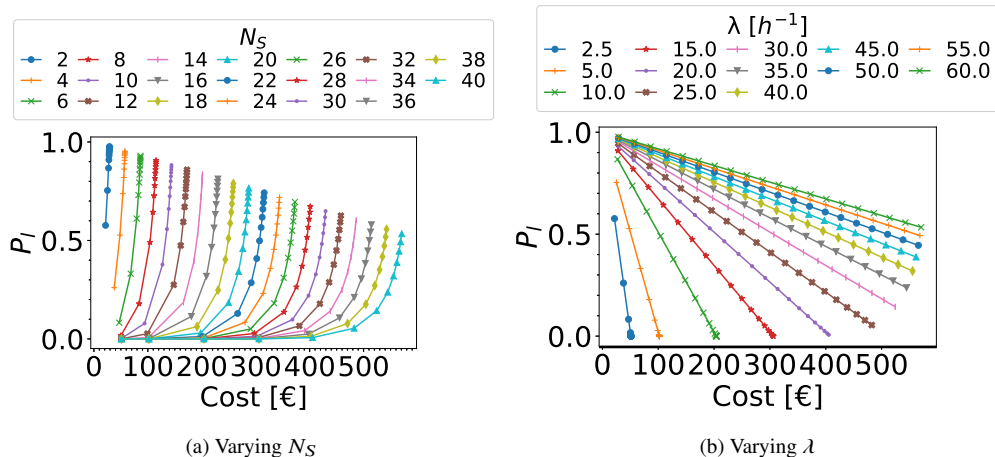 N_S
2 8 14 20 26 32 38
4 10 16 22 28 34 40
6 12 18 24 30 36
P_l
1.0
0.5
0.0
0 100 200 300 400 500
Cost [€]
(a) Varying N_S
λ [h⁻¹]
2.5 15.0 30.0 45.0 55.0
5.0 20.0 35.0 50.0 60.0
10.0 25.0 40.0
P_l
1.0
0.5
0.0
0 100 200 300 400 500
Cost [€]
(b) Varying λ